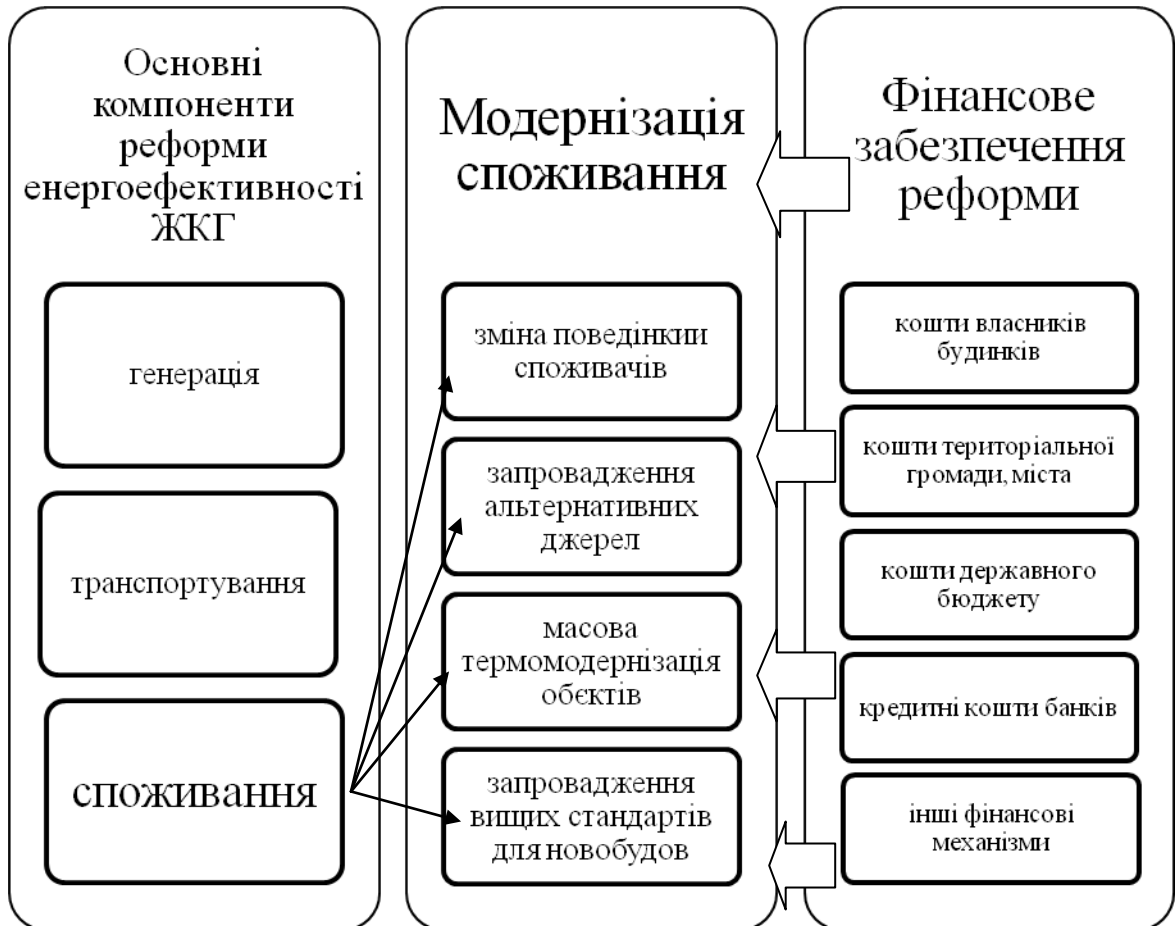 Основні
компоненти
реформи
енергоефективності
ЖКГ
генерація
транспортування
споживання
Модернізація
споживання
зміна поведінкии
споживачів
запровадження
альтернативних
джерел
масова
термомодернізація
обєктів
запровадження
вищих стандартів
для новобудов
Фінансове
забезпечення
реформи
кошти власників
будинків
кошти територіальної
громади, міста
кошти державного
бюджету
кредитні кошти банків
інші фінансові
механізми